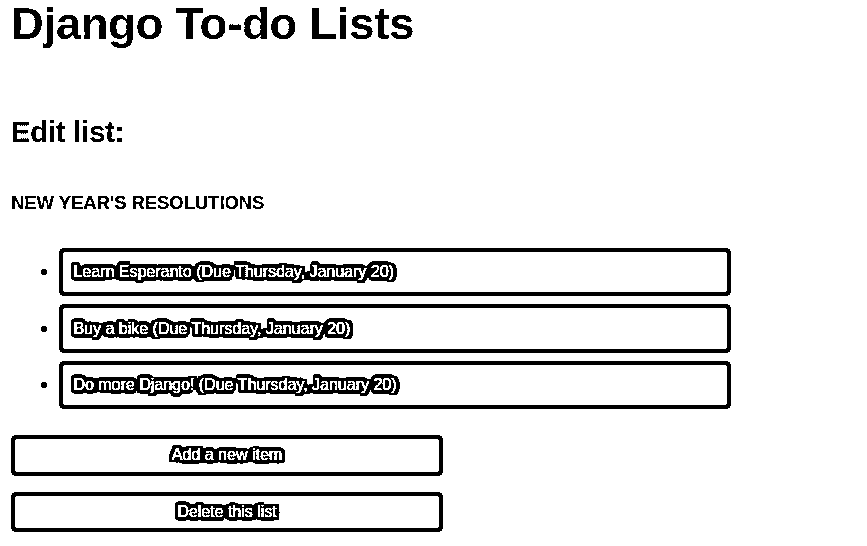 Django To-do Lists
Edit list:
NEW YEAR'S RESOLUTIONS
Learn Esperanto (Due Thursday, January 20)
Buy a bike (Due Thursday, January 20)
Do more Django! (Due Thursday, January 20)
Add a new item
Delete this list